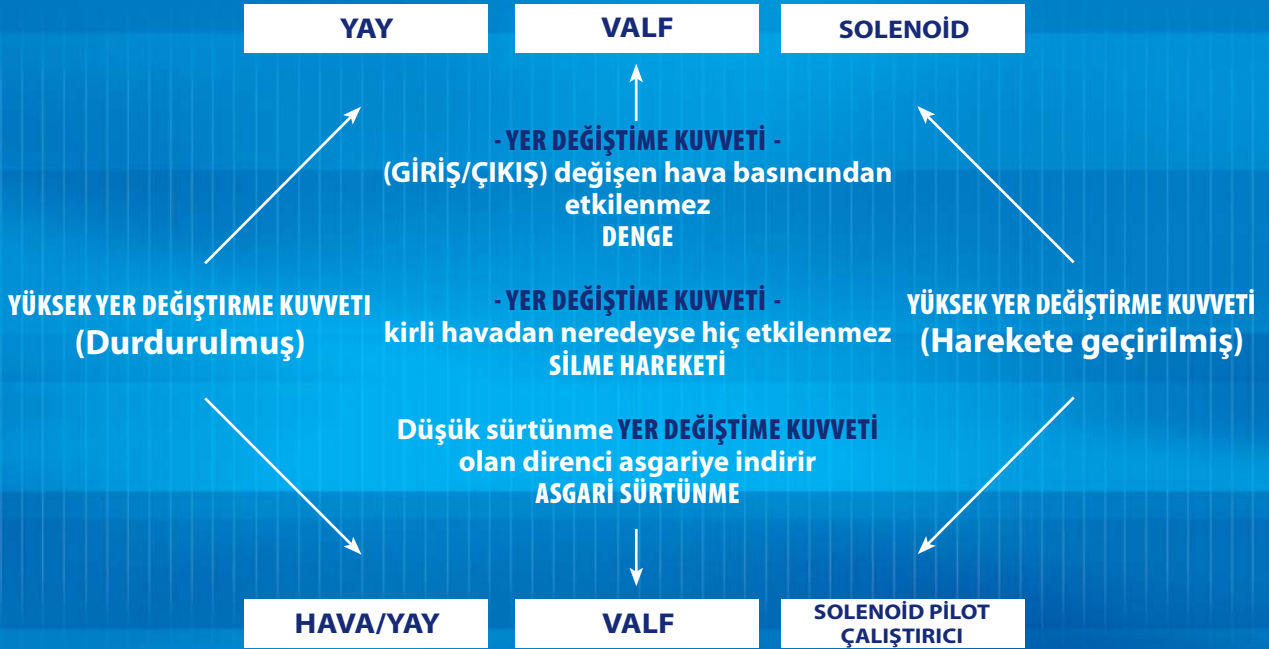 YAY
VALF
SOLENOİD
- YER DEĞİŞTİME KUVVETİ -
(GİRİŞ/ÇIKIŞ) değişen hava basıncından
etkilenmez
DENGE
YÜKSEK YER DEĞIŞTIRME KUVVETI
(Durdurulmuş)
- YER DEĞİŞTİME KUVVETİ -
kirli havadan neredeyse hiç etkilenmez
SİLME HAREKETİ
YÜKSEK YER DEĞİŞTİRME KUVVETİ
(Harekete geçirilmiş)
Düşük sürtünme YER DEĞİŞTİME KUVVETİ
olan direnci asgariye indirir
ASGARİ SÜRTÜNME
HAVA/YAY
VALF
SOLENOİD PİLOT
ÇALIŞTIRICI